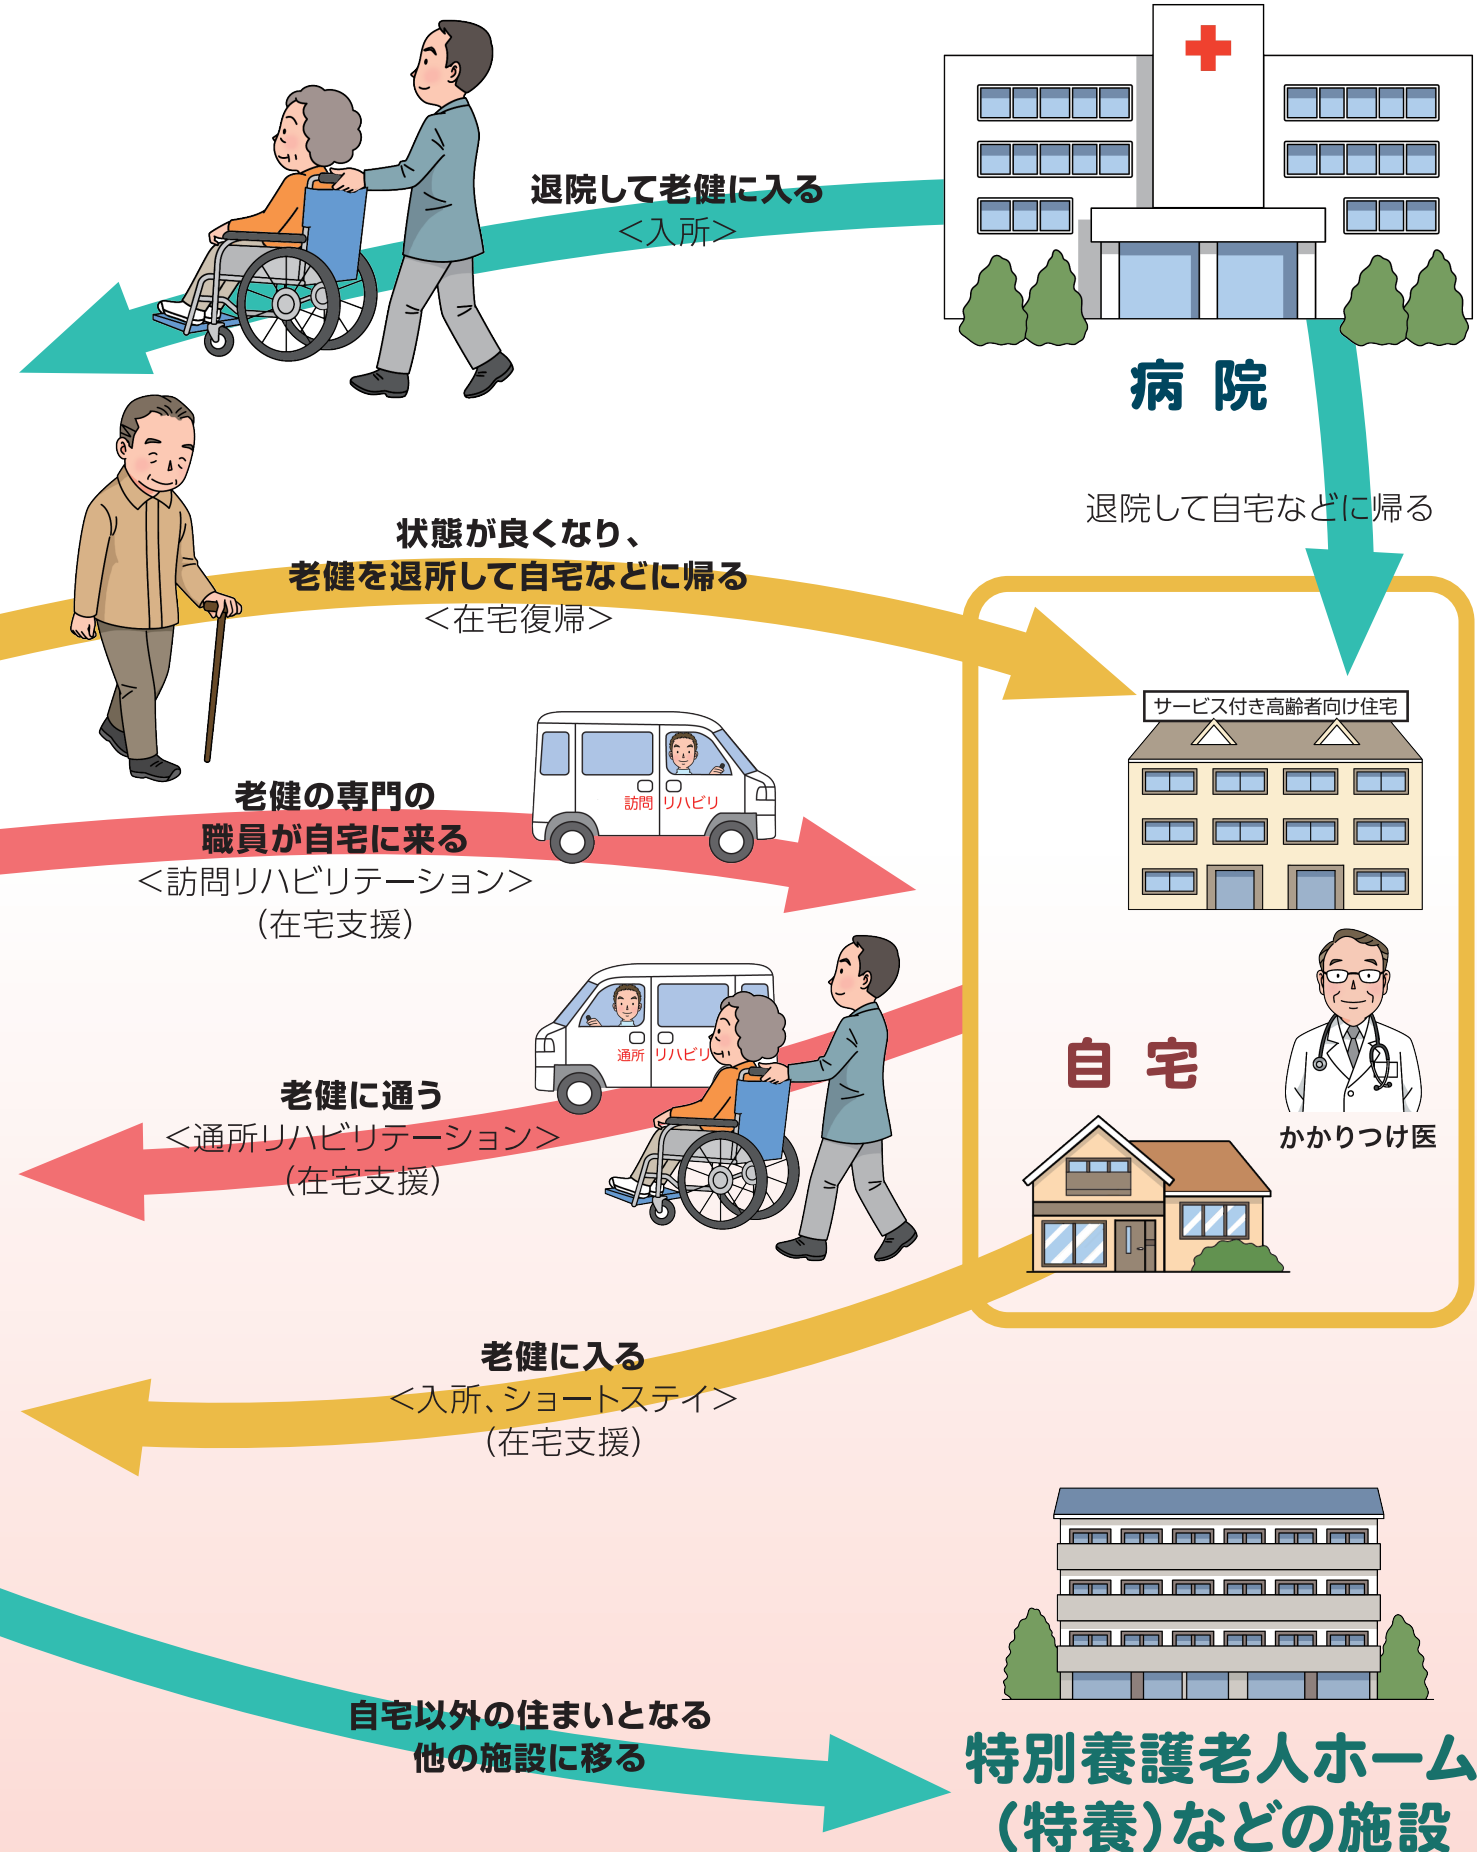 退院して老健に入る
＜入所＞
病院
退院して自宅などに帰る
状態が良くなり、
老健を退所して自宅などに帰る
＜在宅復帰＞
サービス付き高齢者向け住宅
訪問リハビリ
老健の専門の
職員が自宅に来る
＜訪問リハビリテーション＞
（在宅支援）
通所リハビリ
自宅
かかりつけ医
老健に通う
＜通所リハビリテーション＞
（在宅支援）
老健に入る
＜入所、ショートステイ＞
（在宅支援）
自宅以外の住まいとなる
他の施設に移る
特別養護老人ホーム
（特養）などの施設